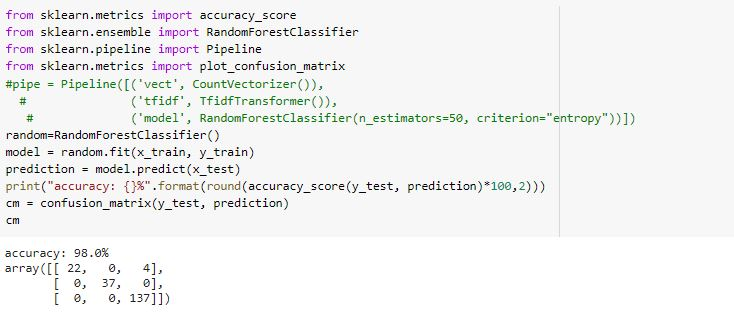 from sklearn.metrics import accuracy_score
from sklearn.ensemble import RandomForestClassifier
from sklearn.pipeline import Pipeline
from sklearn.metrics import plot_confusion_matrix
#pipe = Pipeline([('vect', CountVectorizer()),
  #               ('tfidf', TfidfTransformer()),
   #              ('model', RandomForestClassifier(n_estimators=50, criterion="entropy"))])
random=RandomForestClassifier()
model = random.fit(x_train, y_train)
prediction = model.predict(x_test)
print("accuracy: {}%".format(round(accuracy_score(y_test, prediction)*100,2)))
cm = confusion_matrix(y_test, prediction)
cm
accuracy: 98.0%
array([[ 22,   0,   4],
       [  0,  37,   0],
       [  0,   0, 137]])